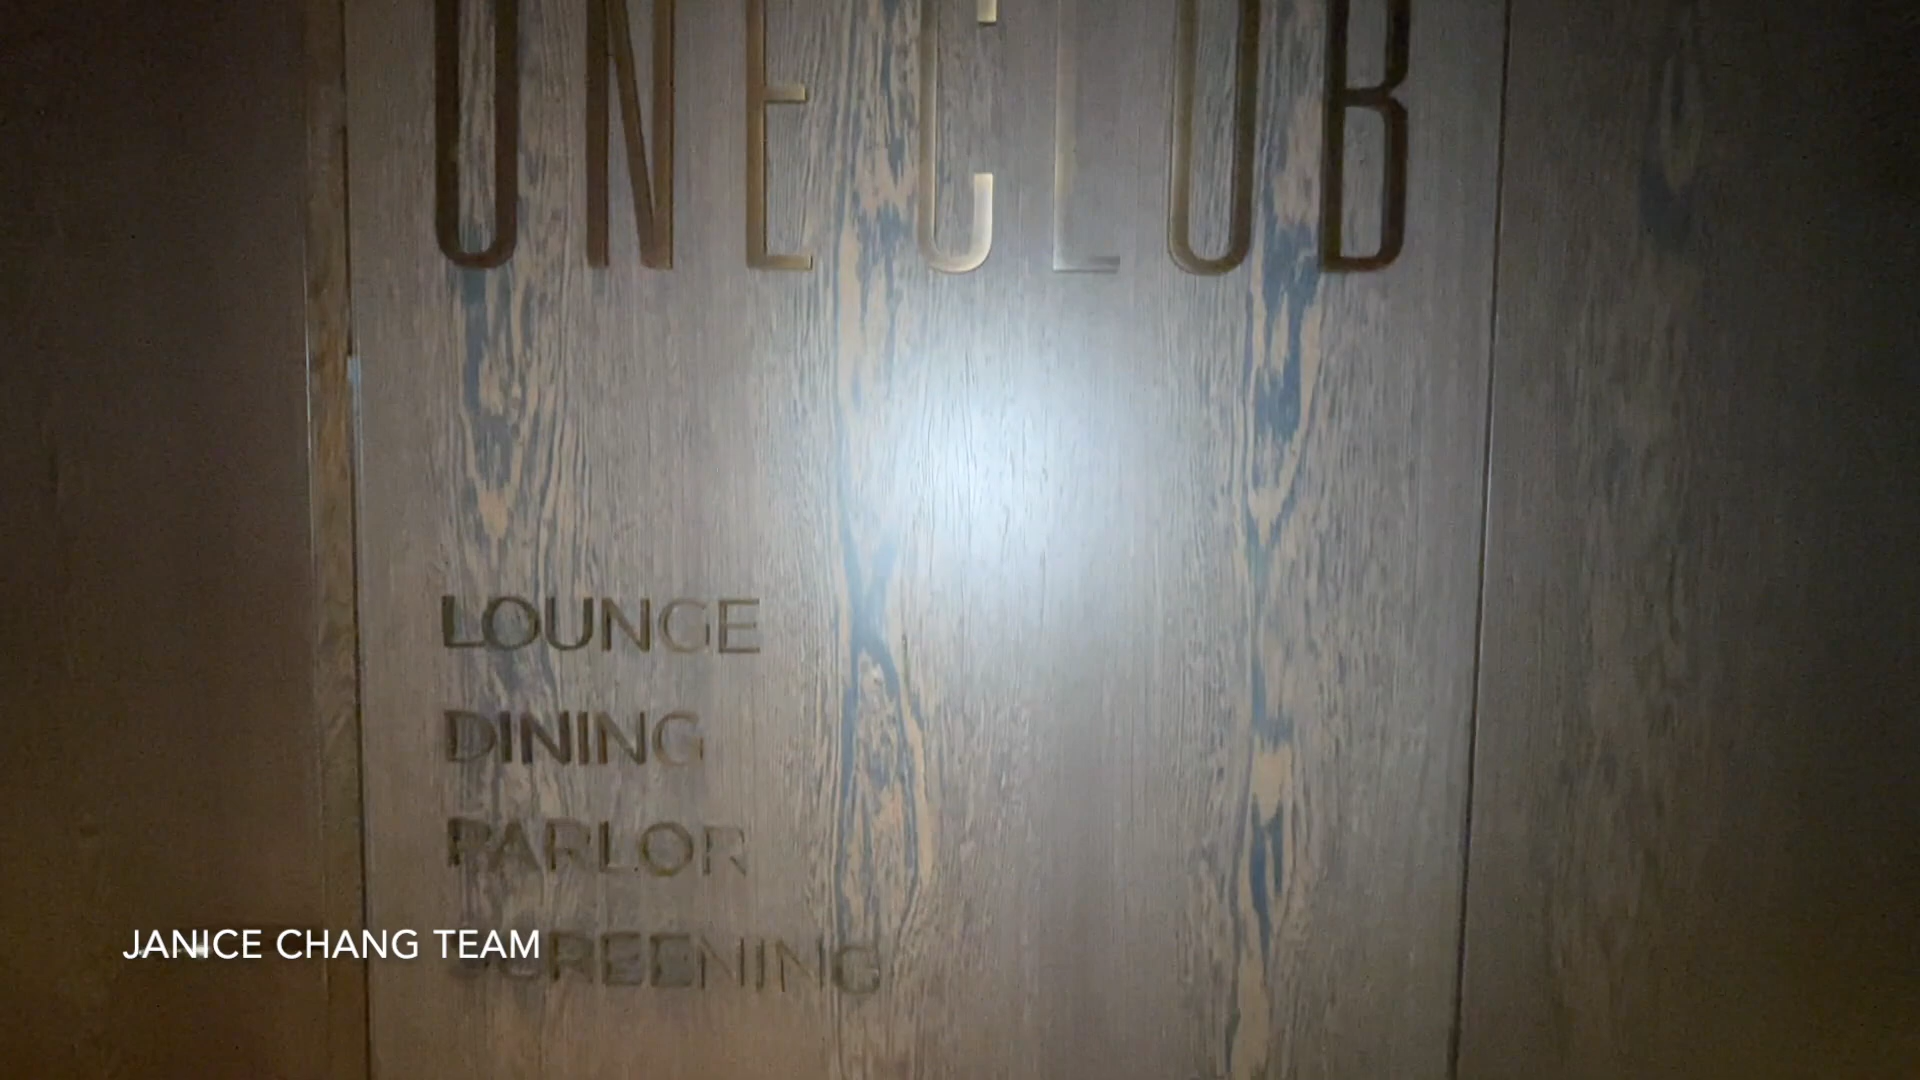 ONE CLUB
LOUNGE
DINING
PARLOR
SCREENING
JANICE CHANG TEAM